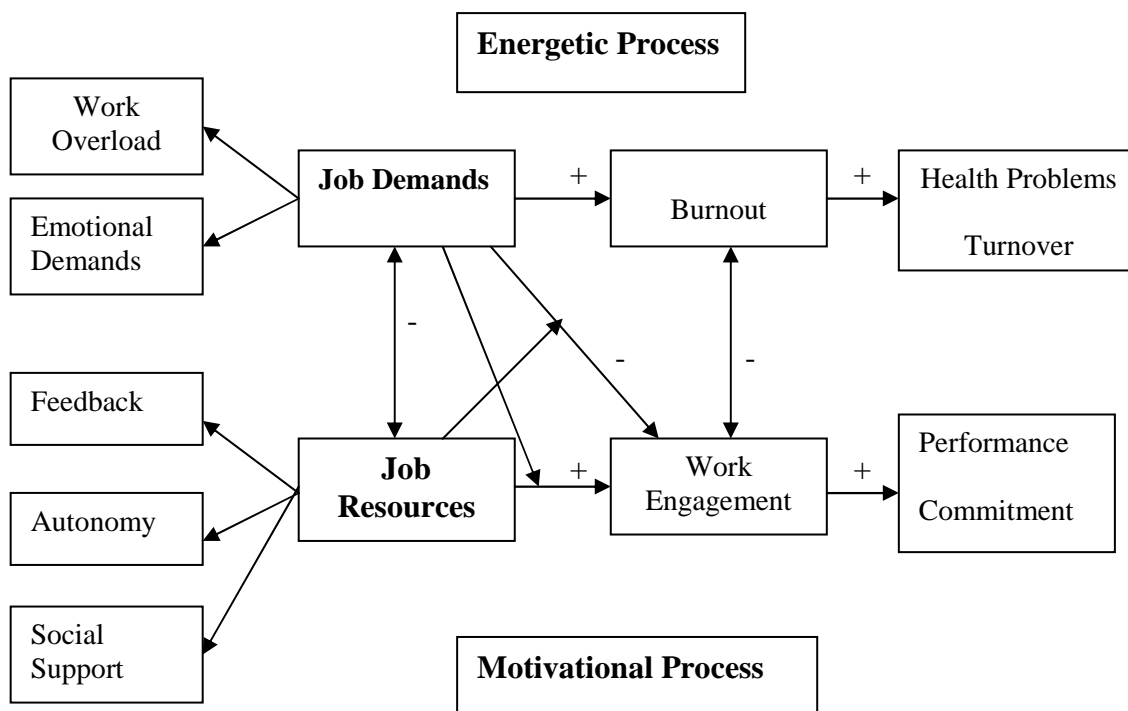 Energetic Process
Work
Overload
Job Demands
+
Burnout
+
Health Problems
Turnover
Emotional
Demands
-
-
-
Feedback
Job
Resources
+
Work
Engagement
+
Performance
Commitment
Autonomy
Social
Support
Motivational Process